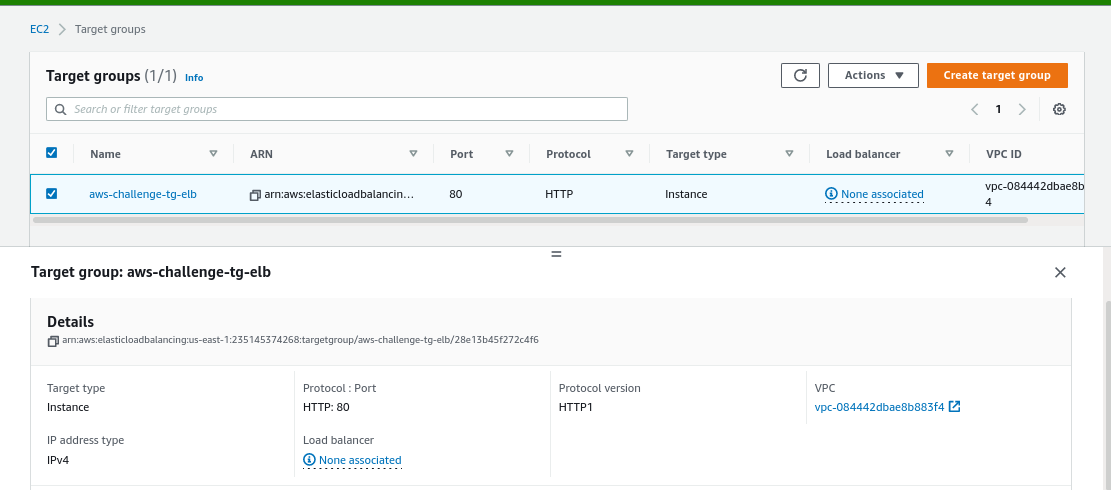 EC2 > Target groups
Target groups (1/1) Info
Actions Create target group
Search or filter target groups
1
Name ARN Port Protocol Target type Load balancer VPC ID
aws-challenge-tg-elb arn:aws:elasticloadbalancin... 80 HTTP Instance None associated vpc-084442dbae8b
4
Target group: aws-challenge-tg-elb
Details
arn:aws:elasticloadbalancing:us-east-1:235145374268:targetgroup/aws-challenge-tg-elb/28e13b45f272c4f6
Target type Protocol : Port Protocol version VPC
Instance HTTP: 80 HTTP1 vpc-084442dbae8b883f4
IP address type Load balancer
IPv4 None associated